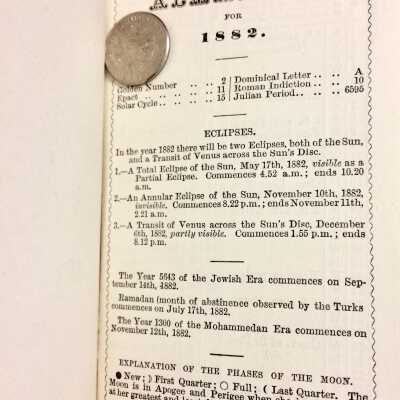 FOR
1882.
Golden Number .. .. 2 | Dominical Letter .. .. A
Epact .. .. .. .. .. 11 | Roman Indiction .. .. 10
Solar Cycle .. .. .. 15 | Julian Period .. .. 6595
ECLIPSES.
In the year 1882 there will be two Eclipses, both of the Sun,
and a Transit of Venus across the Sun's Disc.
1.—A Total Eclipse of the Sun, May 17th, 1882, visible as a
Partial Eclipse. Commences 4.52 a.m.; ends 10.20
a.m.
2.—An Annular Eclipse of the Sun, November 10th, 1882,
invisible. Commences 8.22 p.m.; ends November 11th,
2.21 a.m.
3.—A Transit of Venus across the Sun's Disc, December
6th, 1882, partly visible. Commences 1.55 p.m.; ends
8.12 p.m.
The Year 5643 of the Jewish Era commences on Sep-
tember 14th, 1882.
Ramadan (month of abstinence observed by the Turks
commences on July 17th, 1882.
The Year 1300 of the Mohammedan Era commences on
November 12th, 1882.
EXPLANATION OF THE PHASES OF THE MOON.
● New; ☽ First Quarter; ○ Full; ☾ Last Quarter. The
Moon is in Apogee and Perigee when
at her greatest and